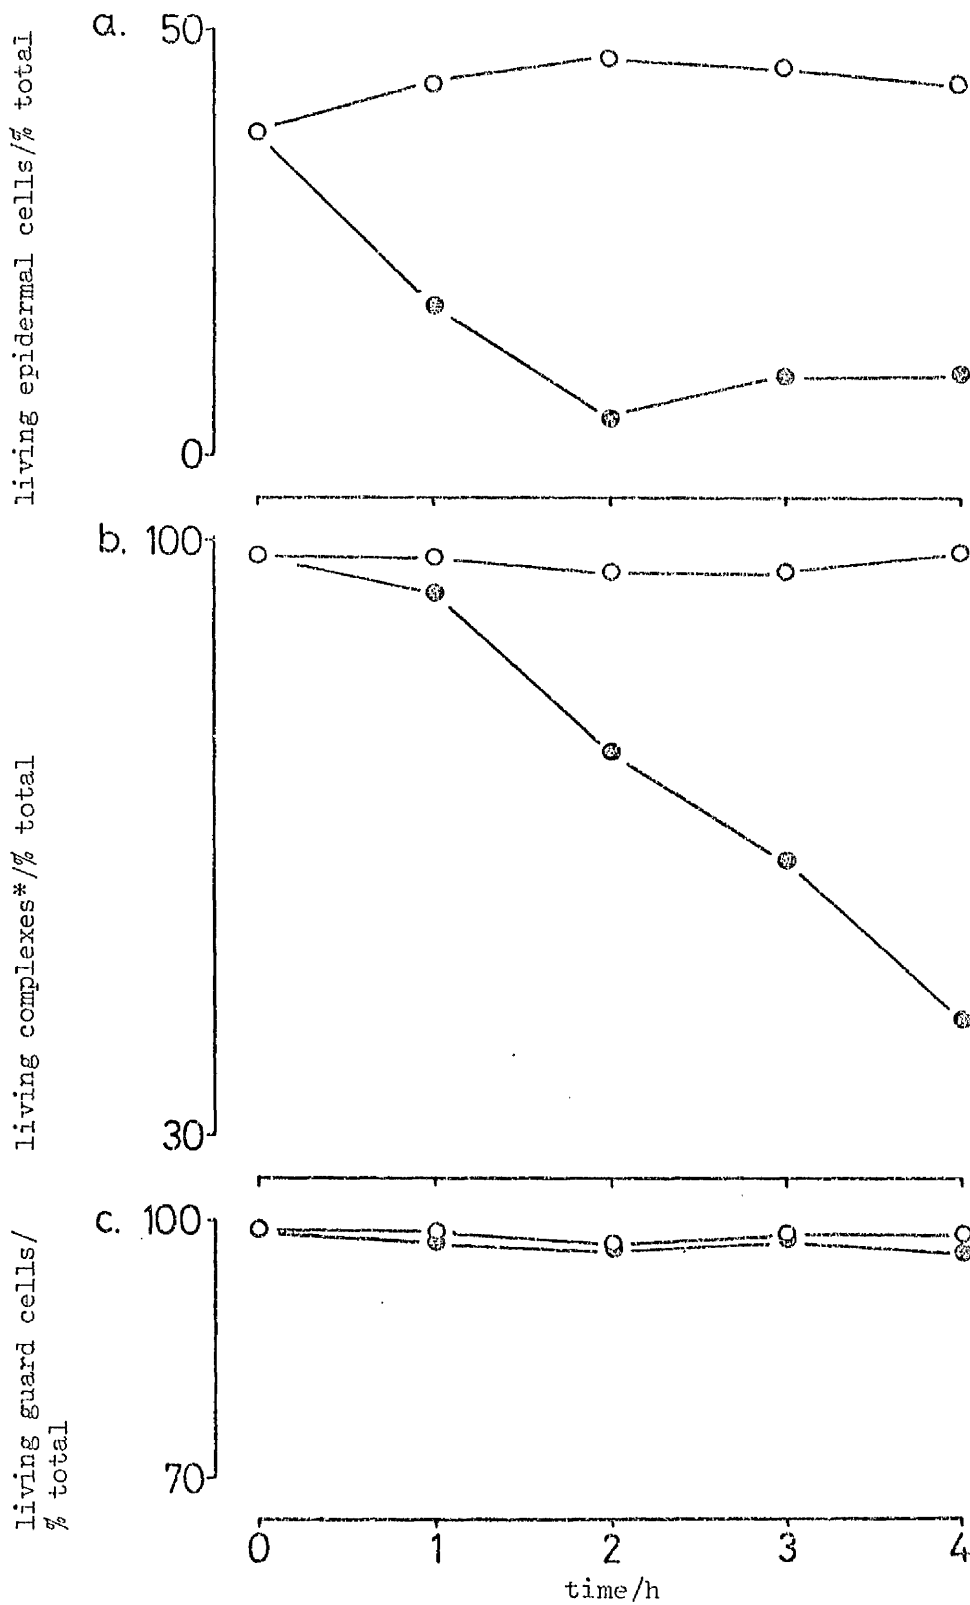 a. 50
living epidermal cells/% total
0
b. 100
living complexes*/% total
30
c. 100
living guard cells/
% total
70
0 1 2 3 4
time/h